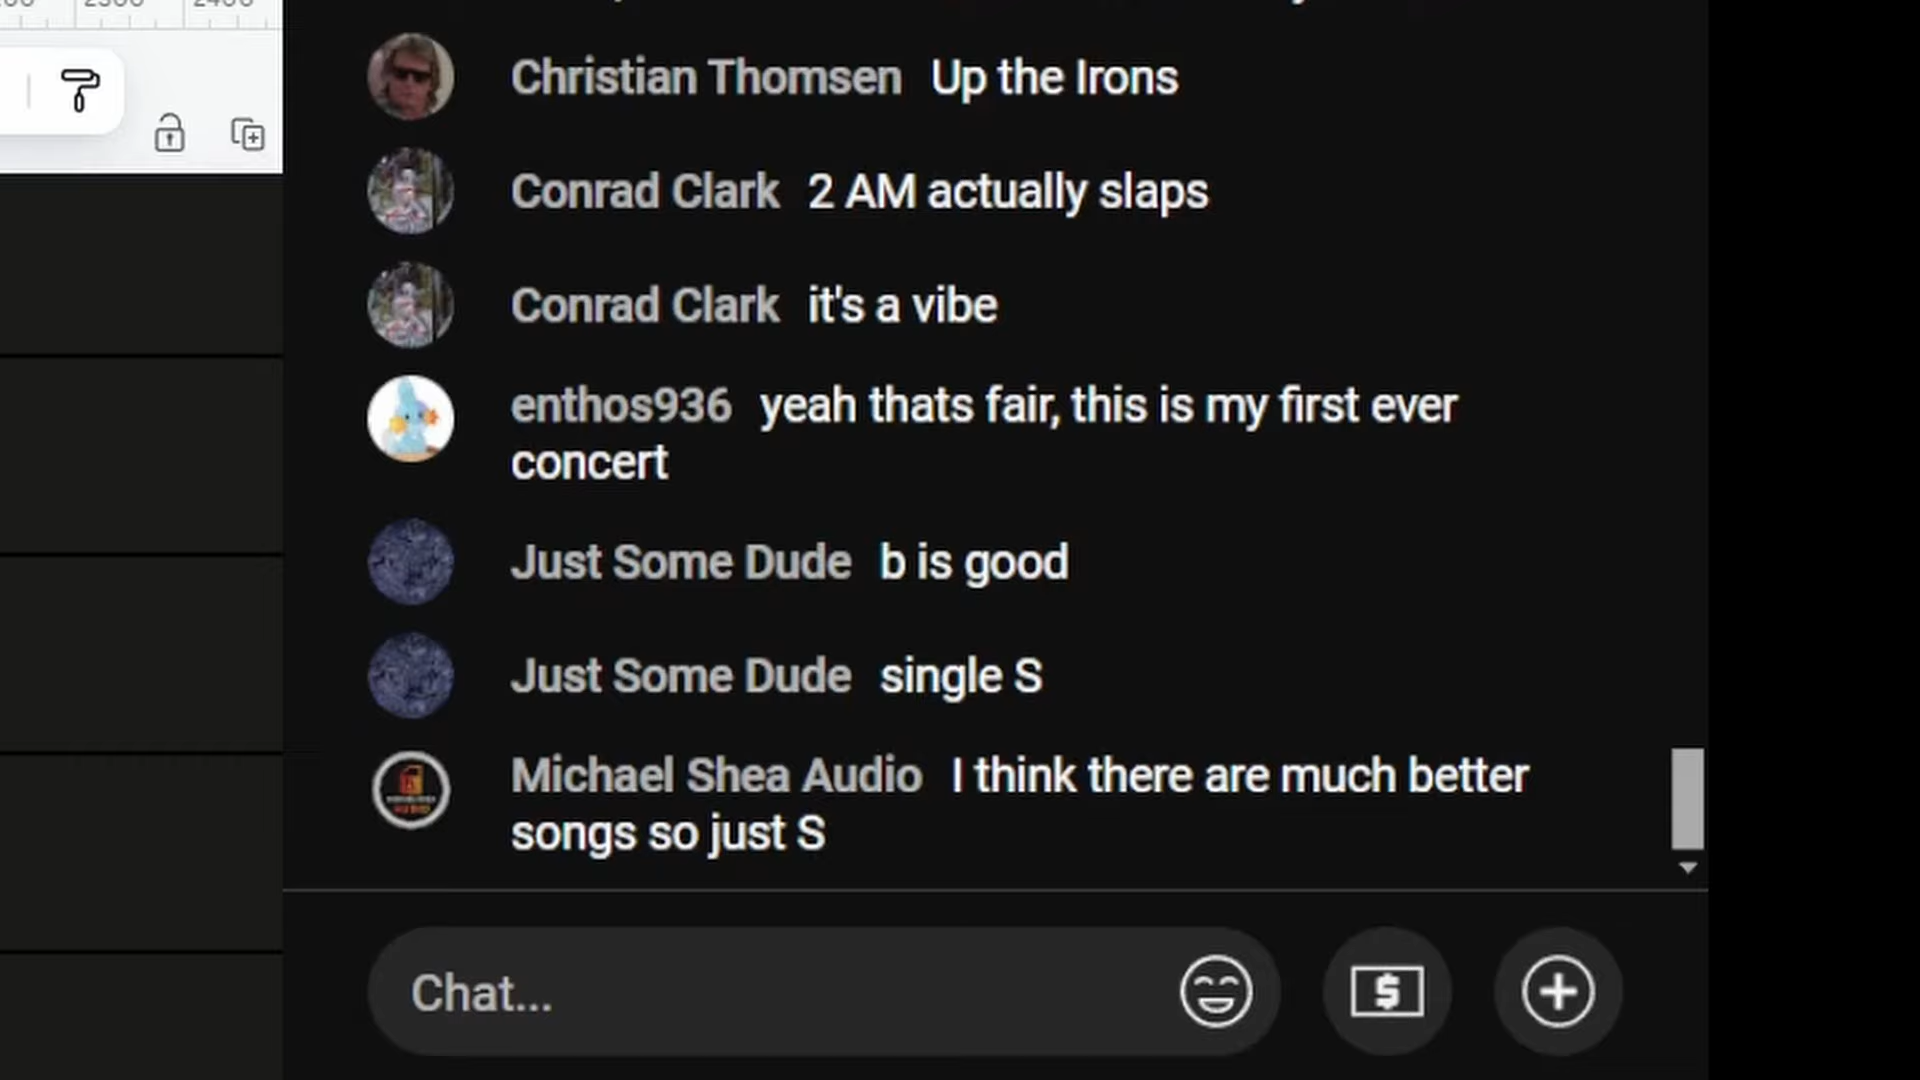 2300
2400
Christian Thomsen Up the Irons
Conrad Clark 2 AM actually slaps
Conrad Clark it's a vibe
enthos936 yeah thats fair, this is my first ever
concert
Just Some Dude b is good
Just Some Dude single S
Michael Shea Audio I think there are much better
songs so just S
Chat...